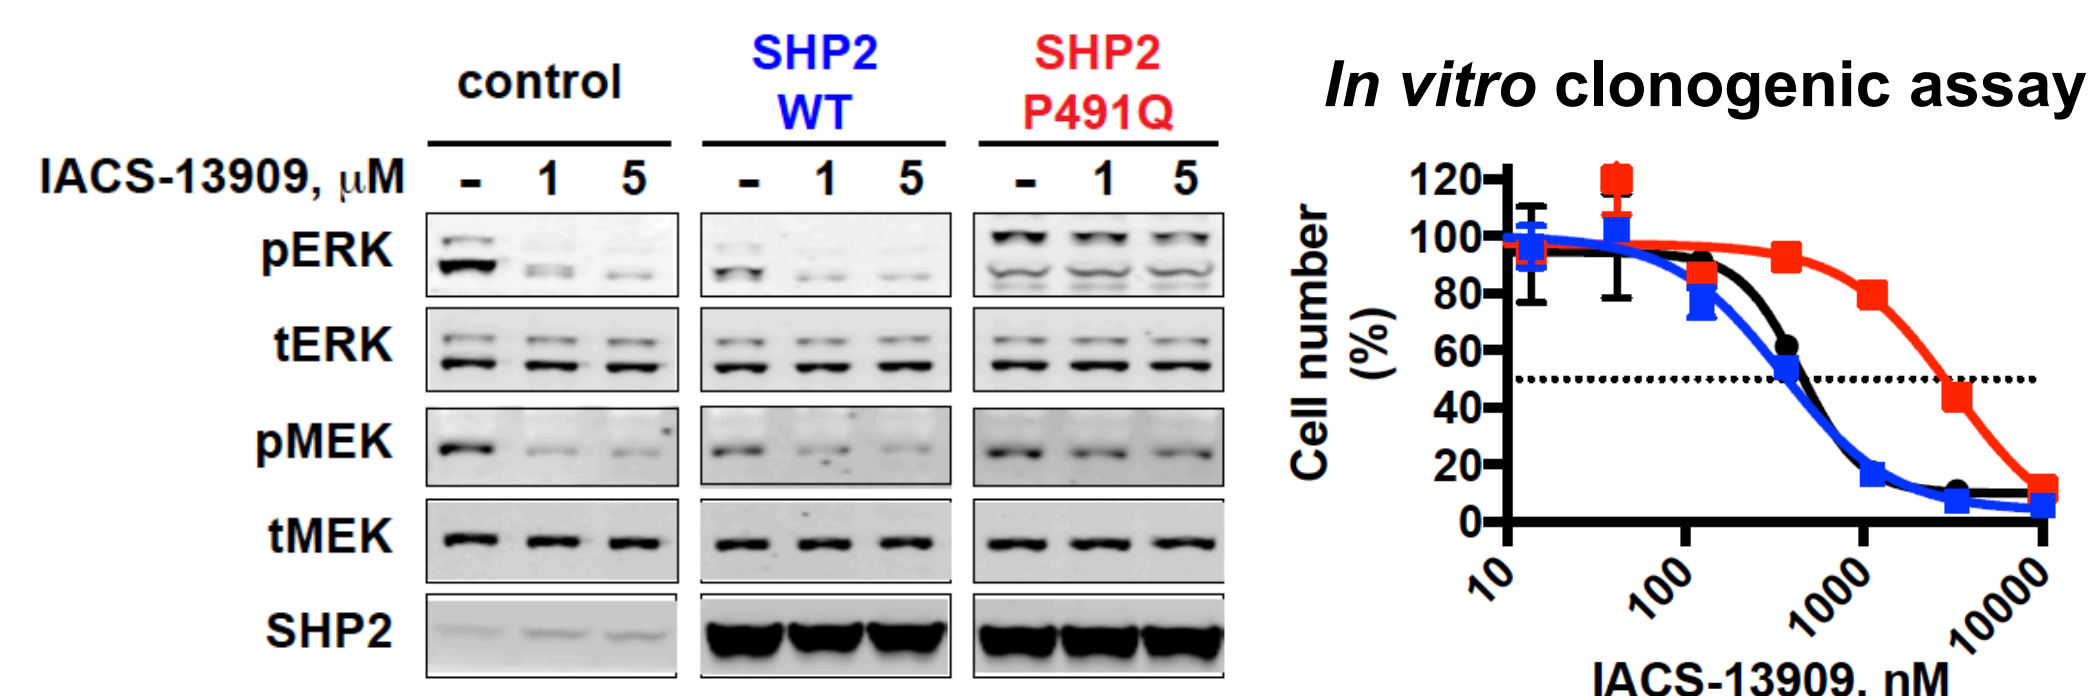 control
SHP2
WT
SHP2
P491Q
IACS-13909, µM
- 1 5
- 1 5
- 1 5
pERK
tERK
pMEK
tMEK
SHP2
In vitro clonogenic assay
Cell number
(%)
120
100
80
60
40
20
0
10
100
1000
10000
IACS-13909, nM